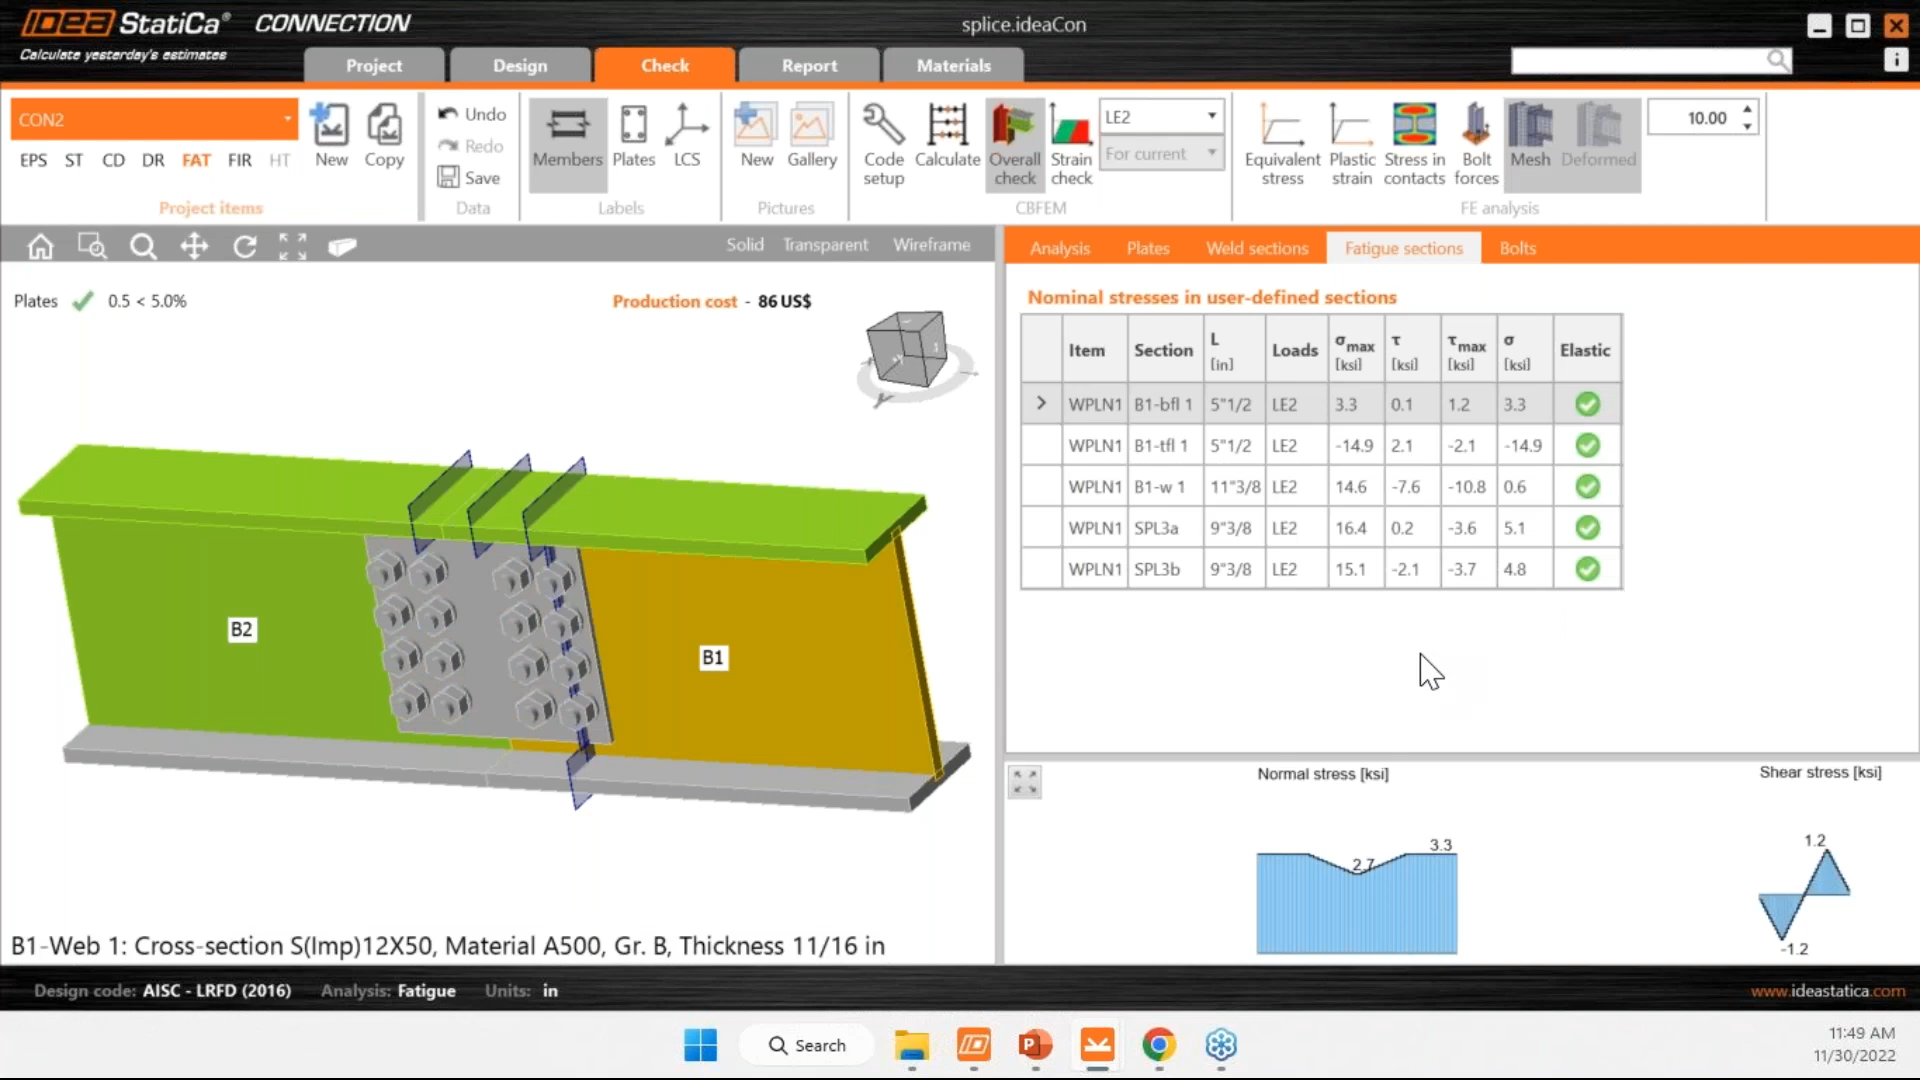 IDEA StatiCa® CONNECTION
Calculate yesterday's estimates
splice.ideaCon
Project Design Check Report Materials
CON2
EPS ST CD DR FAT FIR HT
New Copy
Project items
Undo
Redo
Save
Data
Members Plates LCS
Labels
New Gallery
Pictures
Code setup Calculate Overall check Strain check
LE2
For current
CBFEM
Equivalent stress Plastic strain Stress in contacts Bolt forces Mesh Deformed
10.00
FE analysis
Solid Transparent Wireframe
Plates 0.5 < 5.0%
Production cost - 86 US$
B2
B1
B1-Web 1: Cross-section S(Imp)12X50, Material A500, Gr. B, Thickness 11/16 in
Analysis Plates Weld sections Fatigue sections Bolts
Nominal stresses in user-defined sections
Item Section L [in] Loads σmax [ksi] τ [ksi] τmax [ksi] σ [ksi] Elastic
> WPLN1 B1-bfl 1 5"1/2 LE2 3.3 0.1 1.2 3.3
WPLN1 B1-tfl 1 5"1/2 LE2 -14.9 2.1 -2.1 -14.9
WPLN1 B1-w 1 11"3/8 LE2 14.6 -7.6 -10.8 0.6
WPLN1 SPL3a 9"3/8 LE2 16.4 0.2 -3.6 5.1
WPLN1 SPL3b 9"3/8 LE2 15.1 -2.1 -3.7 4.8
Normal stress [ksi]
3.3
2.7
Shear stress [ksi]
1.2
-1.2
Design code: AISC - LRFD (2016) Analysis: Fatigue Units: in
www.ideastatica.com
Search
11:49 AM
11/30/2022